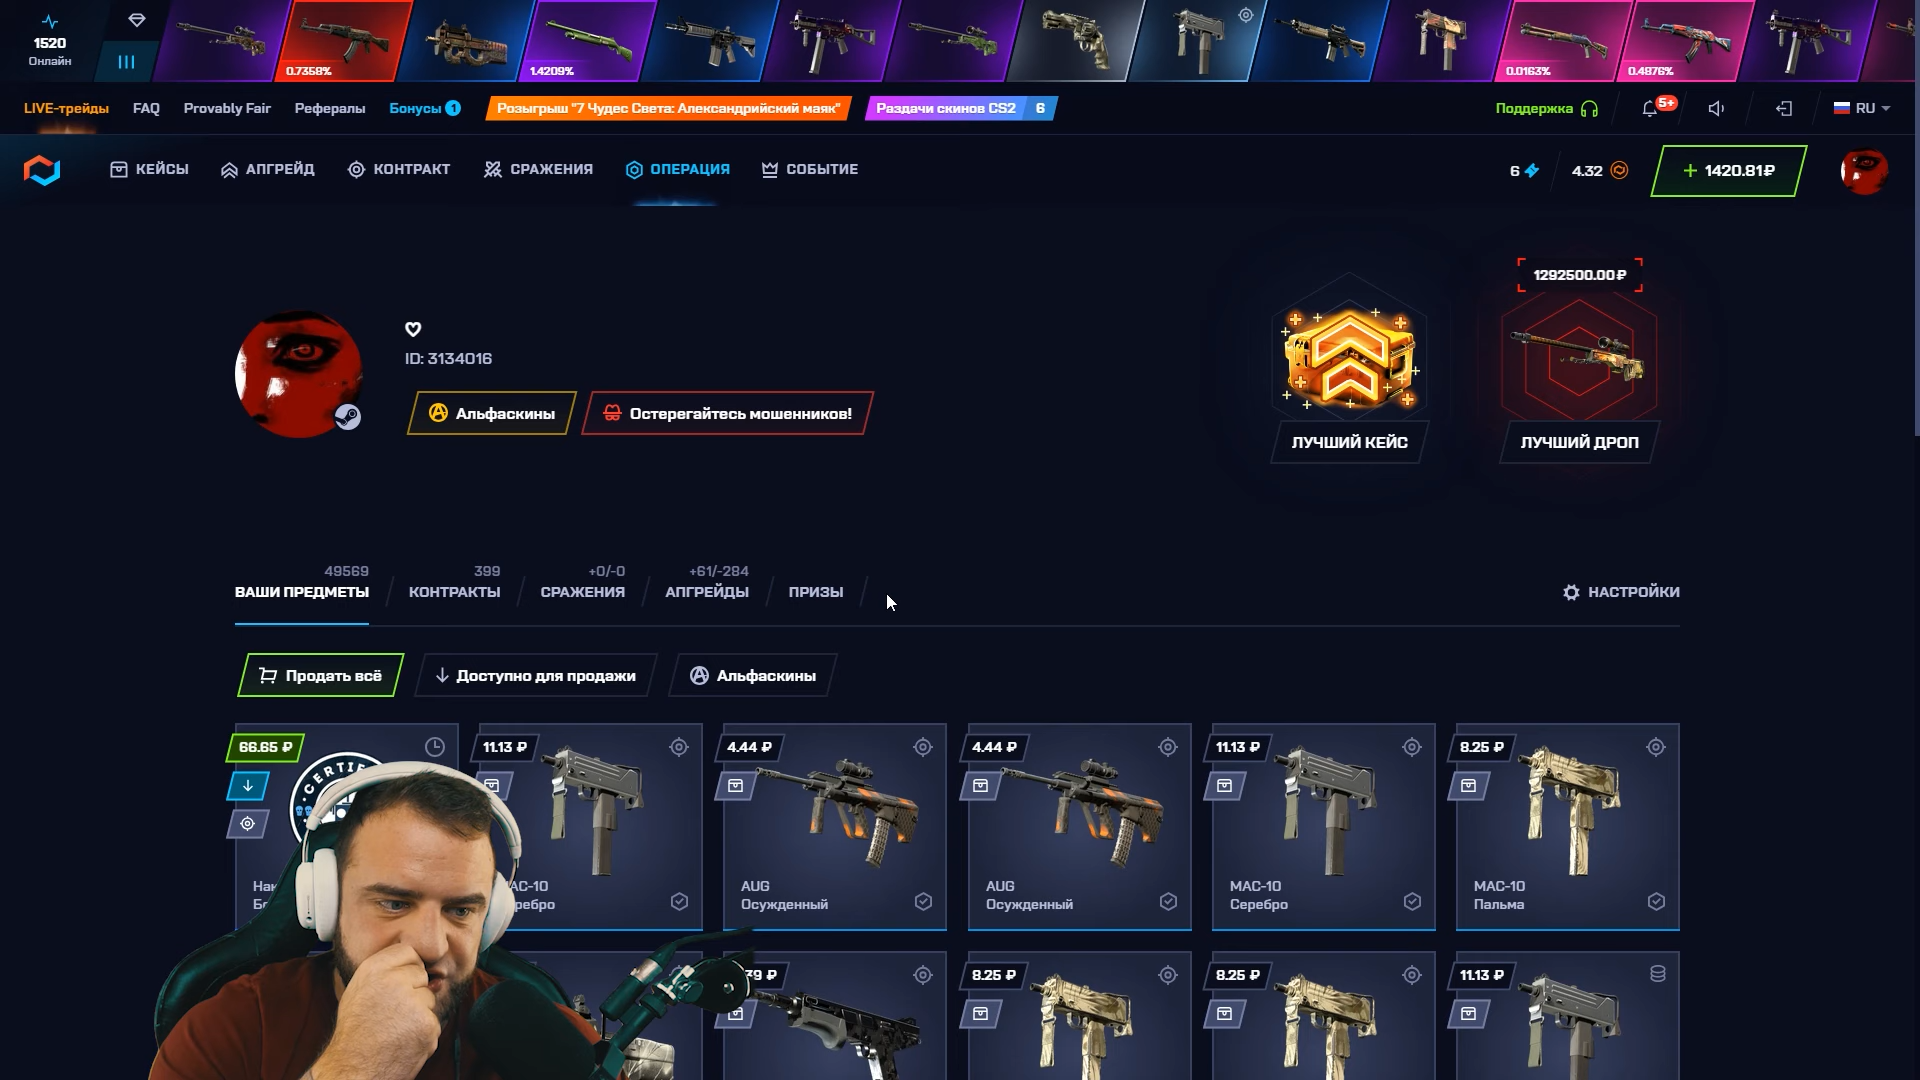 1520
Онлайн
0.7358%
1.4209%
0.0163%
0.4876%
LIVE-трейды
FAQ
Provably Fair
Рефералы
Бонусы 1
Розыгрыш "7 Чудес Света: Александрийский маяк"
Раздачи скинов CS2 6
Поддержка
5+
RU
КЕЙСЫ
АПГРЕЙД
КОНТРАКТ
СРАЖЕНИЯ
ОПЕРАЦИЯ
СОБЫТИЕ
6
4.32
+ 1420.81₽
1292500.00₽
ID: 3134016
Альфаскины
Остерегайтесь мошенников!
ЛУЧШИЙ КЕЙС
ЛУЧШИЙ ДРОП
49569
ВАШИ ПРЕДМЕТЫ
399
КОНТРАКТЫ
+0/-0
СРАЖЕНИЯ
+61/-284
АПГРЕЙДЫ
ПРИЗЫ
НАСТРОЙКИ
Продать всё
Доступно для продажи
Альфаскины
66.65 ₽
11.13 ₽
4.44 ₽
4.44 ₽
11.13 ₽
8.25 ₽
AUG
Осужденный
AUG
Осужденный
MAC-10
Серебро
MAC-10
Пальма
8.25 ₽
8.25 ₽
11.13 ₽